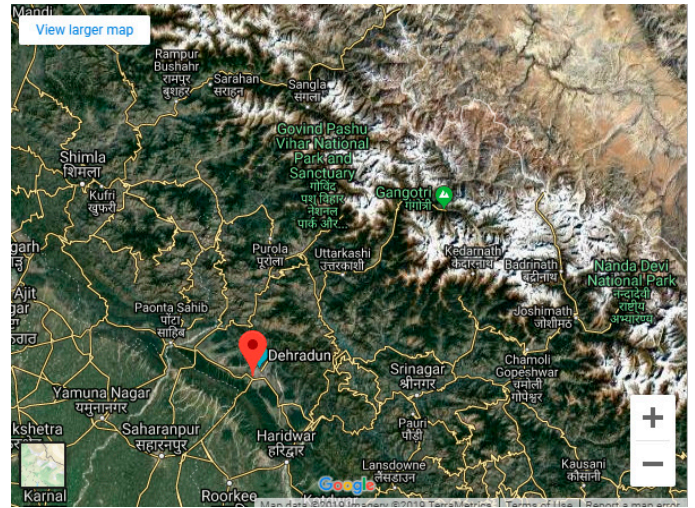 Mandi
View larger map
Rampur
Bushahr
रामपुर
बुशहर
Sarahan
सराहन
Sangla
सांगला
Govind Pashu
Vihar National
Park and
Sanctuary
गोविंद
पशु विहार
नेशनल
पार्क और...
Shimla
शिमला
Kufri
कुफरी
Gangotri
गंगोत्री
Purola
पुरोला
Uttarkashi
उत्तरकाशी
Kedarnath
केदारनाथ
Badrinath
बद्रीनाथ
Nanda Devi
National Park
नन्दादेवी
राष्ट्रीय
अभ्यारण्य
garh
Ajit
gar
Paonta Sahib
पोंटा
साहिब
Joshimath
जोशीमठ
Dehradun
Srinagar
श्रीनगर
Chamoli
Gopeshwar
चमोली
गोपेश्वर
Yamuna Nagar
यमुनानगर
Pauri
पौड़ी
kshetra
Saharanpur
सहारनपुर
Haridwar
हरिद्वार
Lansdowne
लैंसडाउन
Kausani
कौसानी
Karnal
Roorkee
Google
Map data ©2019 Imagery ©2019 TerraMetrics
Terms of Use
Report a map error